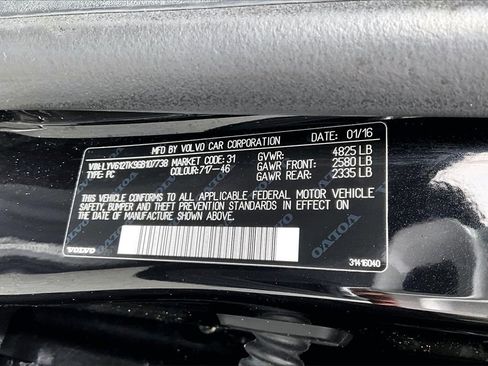 MFD BY VOLVO CAR CORPORATION DATE: 01/16
VIN: LYV612TK9GB107738 MARKET CODE: 31 GVWR: 4825 LB
TYPE: PC COLOUR: 717-46 GAWR FRONT: 2580 LB
GAWR REAR: 2335 LB
THIS VEHICLE CONFORMS TO ALL APPLICABLE FEDERAL MOTOR VEHICLE
SAFETY, BUMPER AND THEFT PREVENTION STANDARDS IN EFFECT ON THE
DATE OF MANUFACTURE SHOWN ABOVE.
VOLVO 31416040